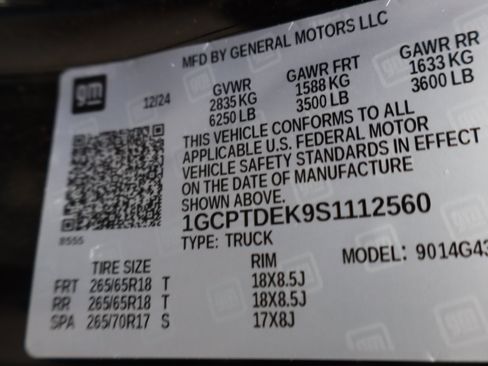 MFD BY GENERAL MOTORS LLC
gm
12/24
GVWR GAWR FRT GAWR RR
2835 KG 1588 KG 1633 KG
6250 LB 3500 LB 3600 LB
THIS VEHICLE CONFORMS TO ALL
APPLICABLE U.S. FEDERAL MOTOR
VEHICLE SAFETY STANDARDS IN EFFECT
ON THE DATE OF MANUFACTURE
SHOWN ABOVE.
1GCPTDEK9S1112560
8555
TYPE: TRUCK
MODEL: 9014G43
TIRE SIZE RIM
FRT 265/65R18 T 18X8.5J
RR 265/65R18 T 18X8.5J
SPA 265/70R17 S 17X8J